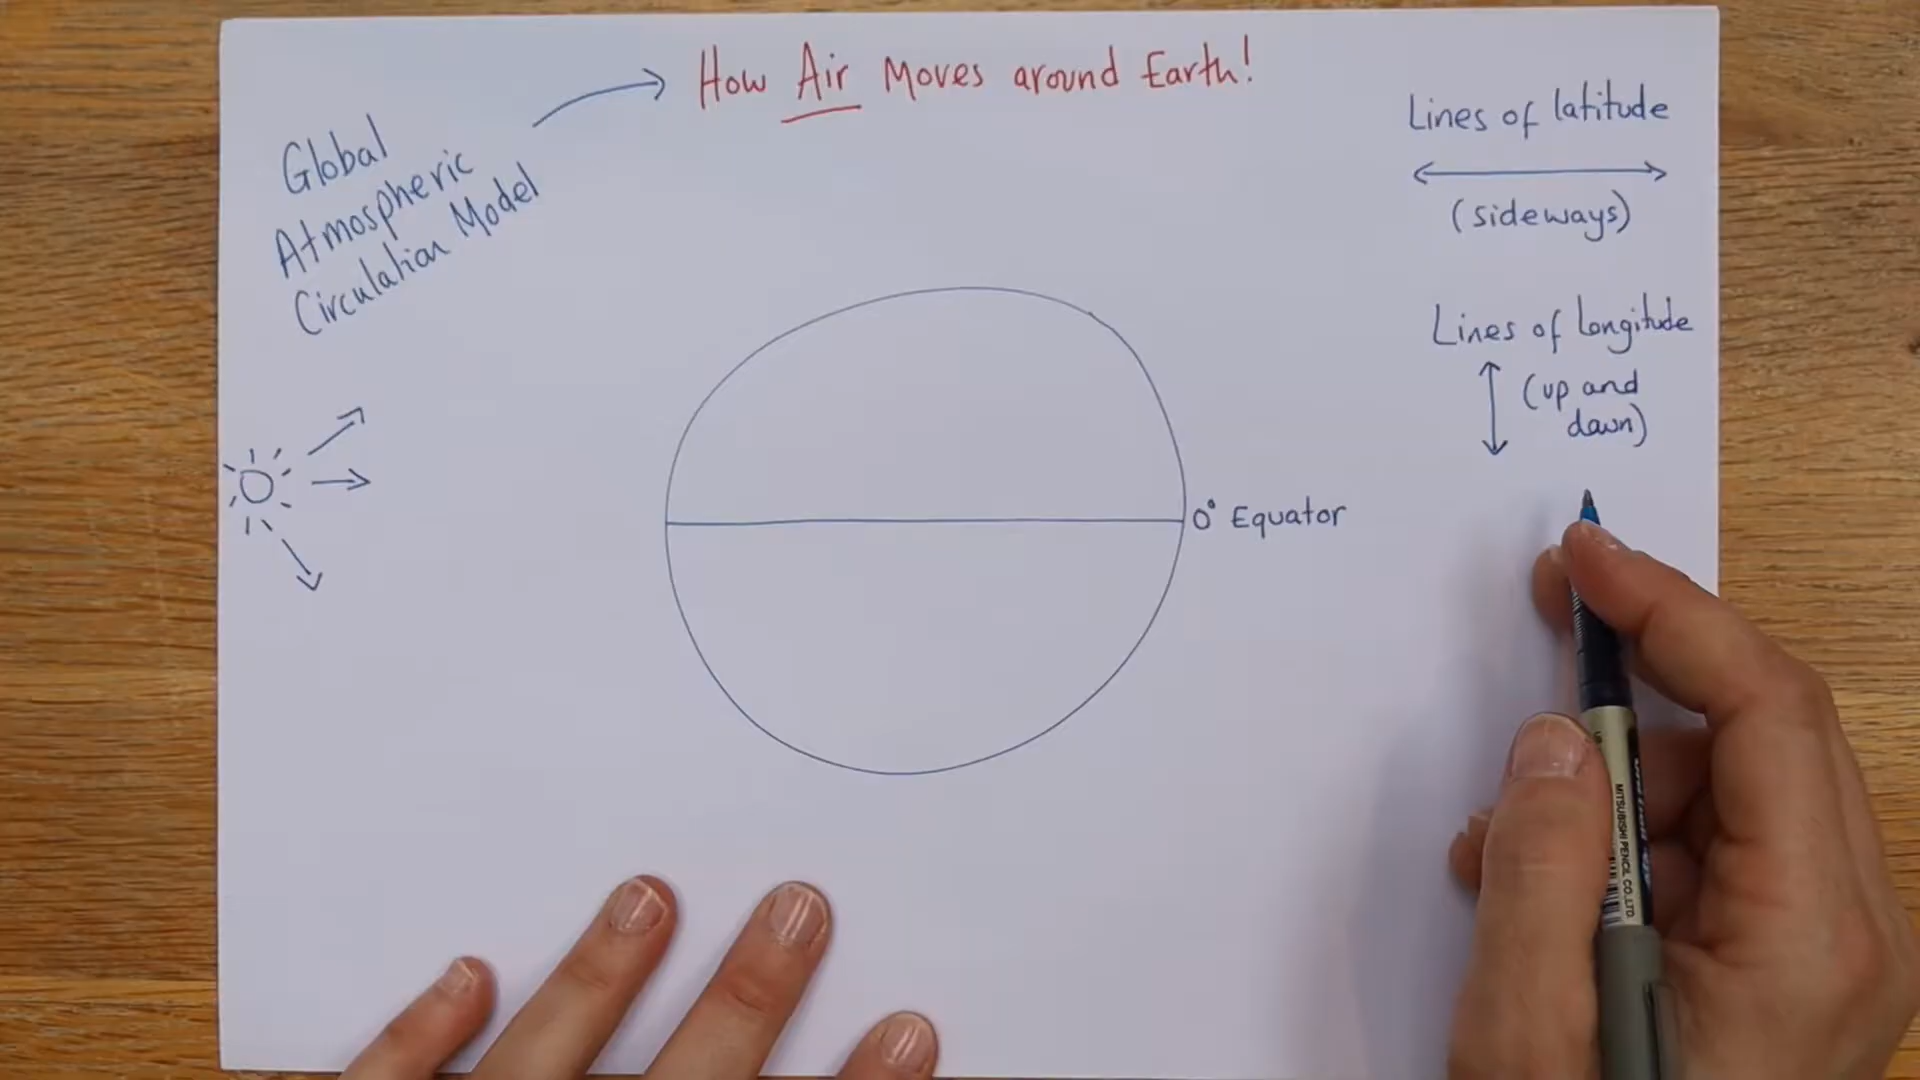 How Air Moves around Earth!
Global
Atmospheric
Circulation Model
Lines of latitude
(sideways)
Lines of longitude
(up and
down)
0° Equator
MITSUBISHI PENCIL CO.,LTD.